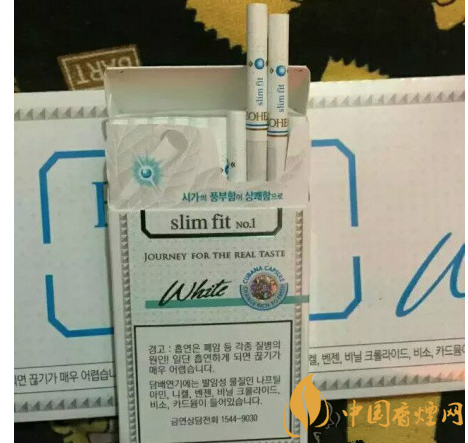 slim fit
slim fit
OHE
시가의 풍부함에 상쾌함으로
slim fit No.1
JOURNEY FOR THE REAL TASTE
White
CUBANA CAPSULE
경고 : 흡연은 폐암 등 각종 질병의
원인! 일단 흡연하게 되면 끊기가
매우 어렵습니다.
담배연기에는 발암성 물질인 나프틸
아민, 니켈, 벤젠, 비닐 크롤라이드,
비소, 카드뮴이 들어있습니다.
금연상담전화 1544-9030
면 끊기가
매우 어렵습니
켈, 벤젠, 비닐 크롤라이드, 비소, 카드뮴이
中国香烟网